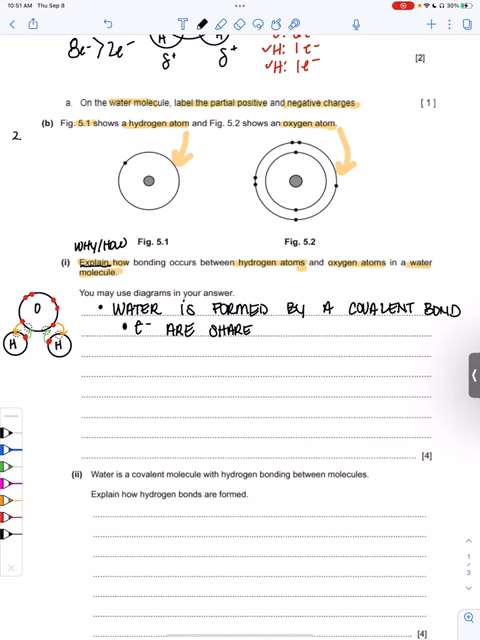 10:51 AM Thu Sep 8
30%
8e⁻ > 2e⁻
H H
δ+ δ+
✓H: 1e⁻
✓H: 1e⁻
[2]
a. On the water molecule, label the partial positive and negative charges [ 1 ]
(b) Fig. 5.1 shows a hydrogen atom and Fig. 5.2 shows an oxygen atom.
2.
Fig. 5.1 Fig. 5.2
WHY/HOW
(i) Explain how bonding occurs between hydrogen atoms and oxygen atoms in a water
molecule.
You may use diagrams in your answer.
O
H H
• WATER IS FORMED BY A COVALENT BOND
• e⁻ ARE SHARE
[4]
(ii) Water is a covalent molecule with hydrogen bonding between molecules.
Explain how hydrogen bonds are formed.
[4]
1
/
3